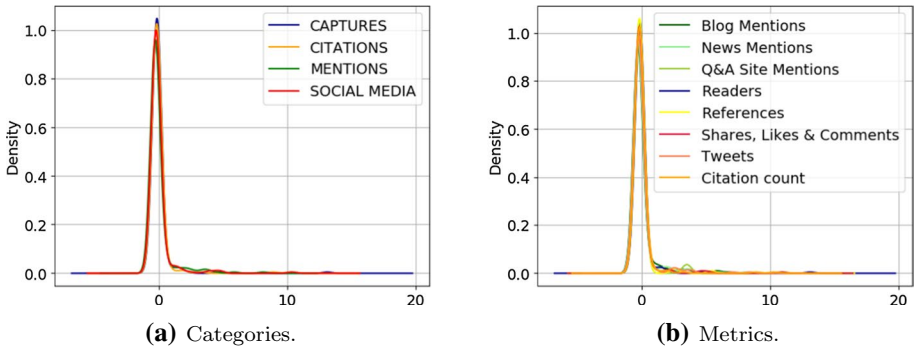 1.0
0.8
0.6
0.4
0.2
0.0
Density
0
10
20
CAPTURES
CITATIONS
MENTIONS
SOCIAL MEDIA
(a) Categories.
1.0
0.8
0.6
0.4
0.2
0.0
Density
0
10
20
Blog Mentions
News Mentions
Q&A Site Mentions
Readers
References
Shares, Likes & Comments
Tweets
Citation count
(b) Metrics.